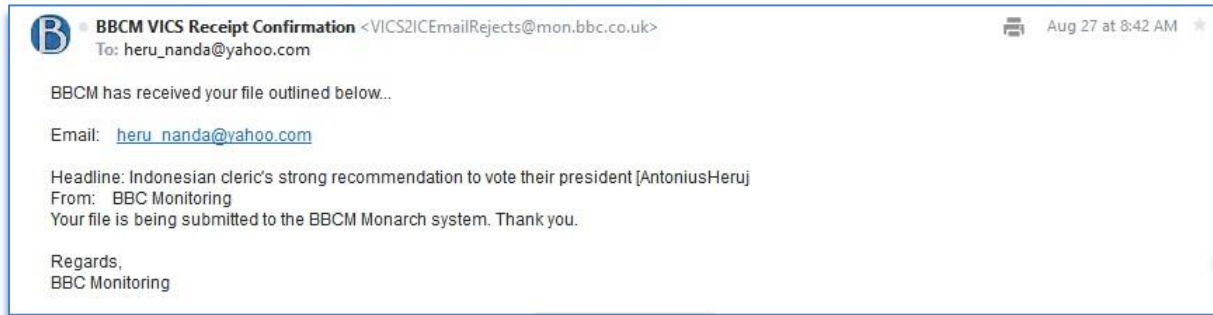 B
BBCM VICS Receipt Confirmation <VICS2ICEmailRejects@mon.bbc.co.uk>
Aug 27 at 8:42 AM
To: heru_nanda@yahoo.com
BBCM has received your file outlined below...
Email: heru_nanda@yahoo.com
Headline: Indonesian cleric's strong recommendation to vote their president [AntoniusHeruj
From: BBC Monitoring
Your file is being submitted to the BBCM Monarch system. Thank you.
Regards,
BBC Monitoring